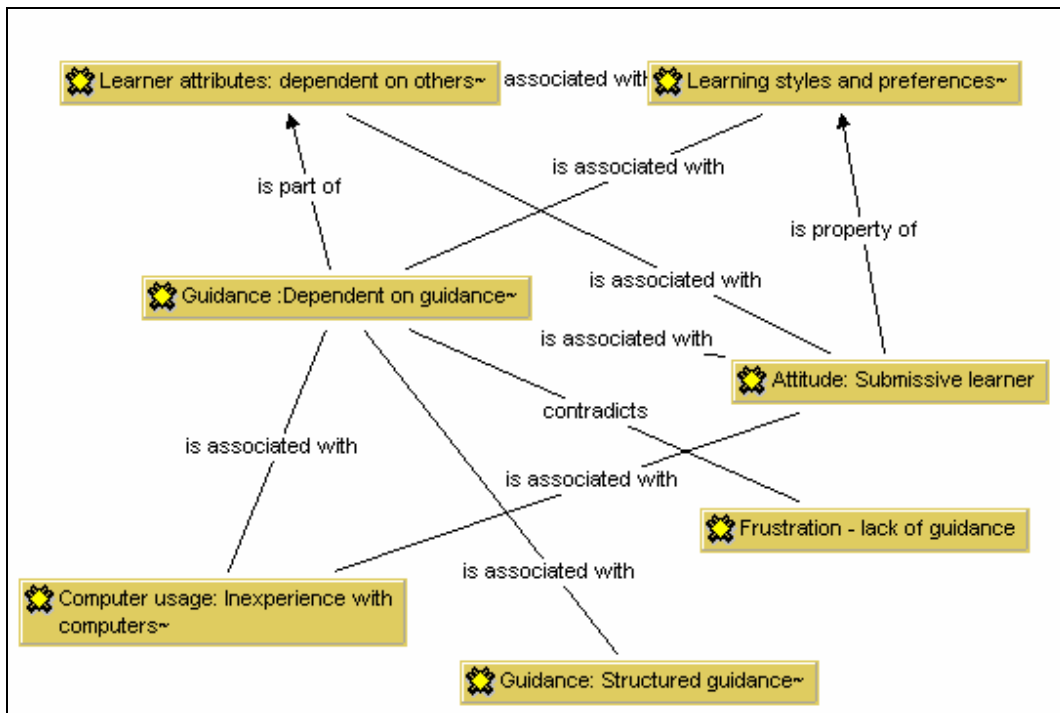 Learner attributes: dependent on others~
associated with
Learning styles and preferences~
is associated with
is part of
is property of
is associated with
Guidance :Dependent on guidance~
is associated with
Attitude: Submissive learner
contradicts
is associated with
is associated with
Frustration - lack of guidance
is associated with
Computer usage: Inexperience with
computers~
Guidance: Structured guidance~